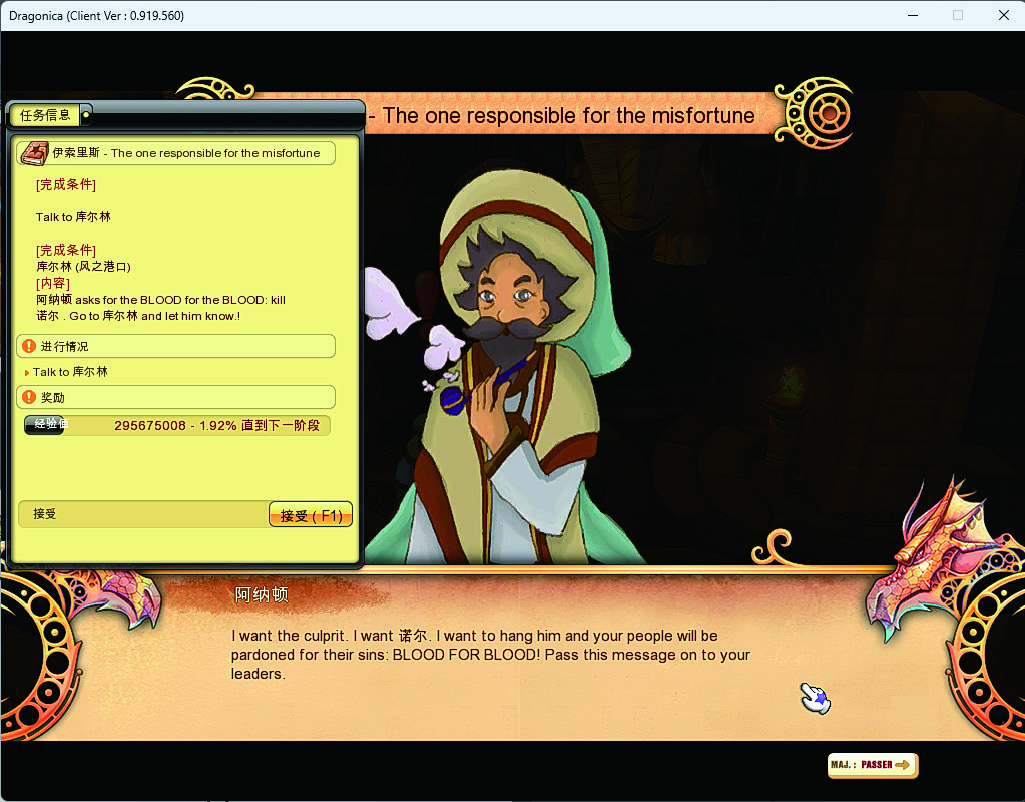 Dragonica (Client Ver : 0.919.560)
- The one responsible for the misfortune
任务信息
伊索里斯 - The one responsible for the misfortune
[完成条件]
Talk to 库尔林
[完成条件]
库尔林 (风之港口)
[内容]
阿纳顿 asks for the BLOOD for the BLOOD: kill
诺尔 . Go to 库尔林 and let him know.!
进行情况
Talk to 库尔林
奖励
经验值 295675008 - 1.92% 直到下一阶段
接受 接受 ( F1)
阿纳顿
I want the culprit. I want 诺尔. I want to hang him and your people will be
pardoned for their sins: BLOOD FOR BLOOD! Pass this message on to your
leaders.
MAJ. : PASSER